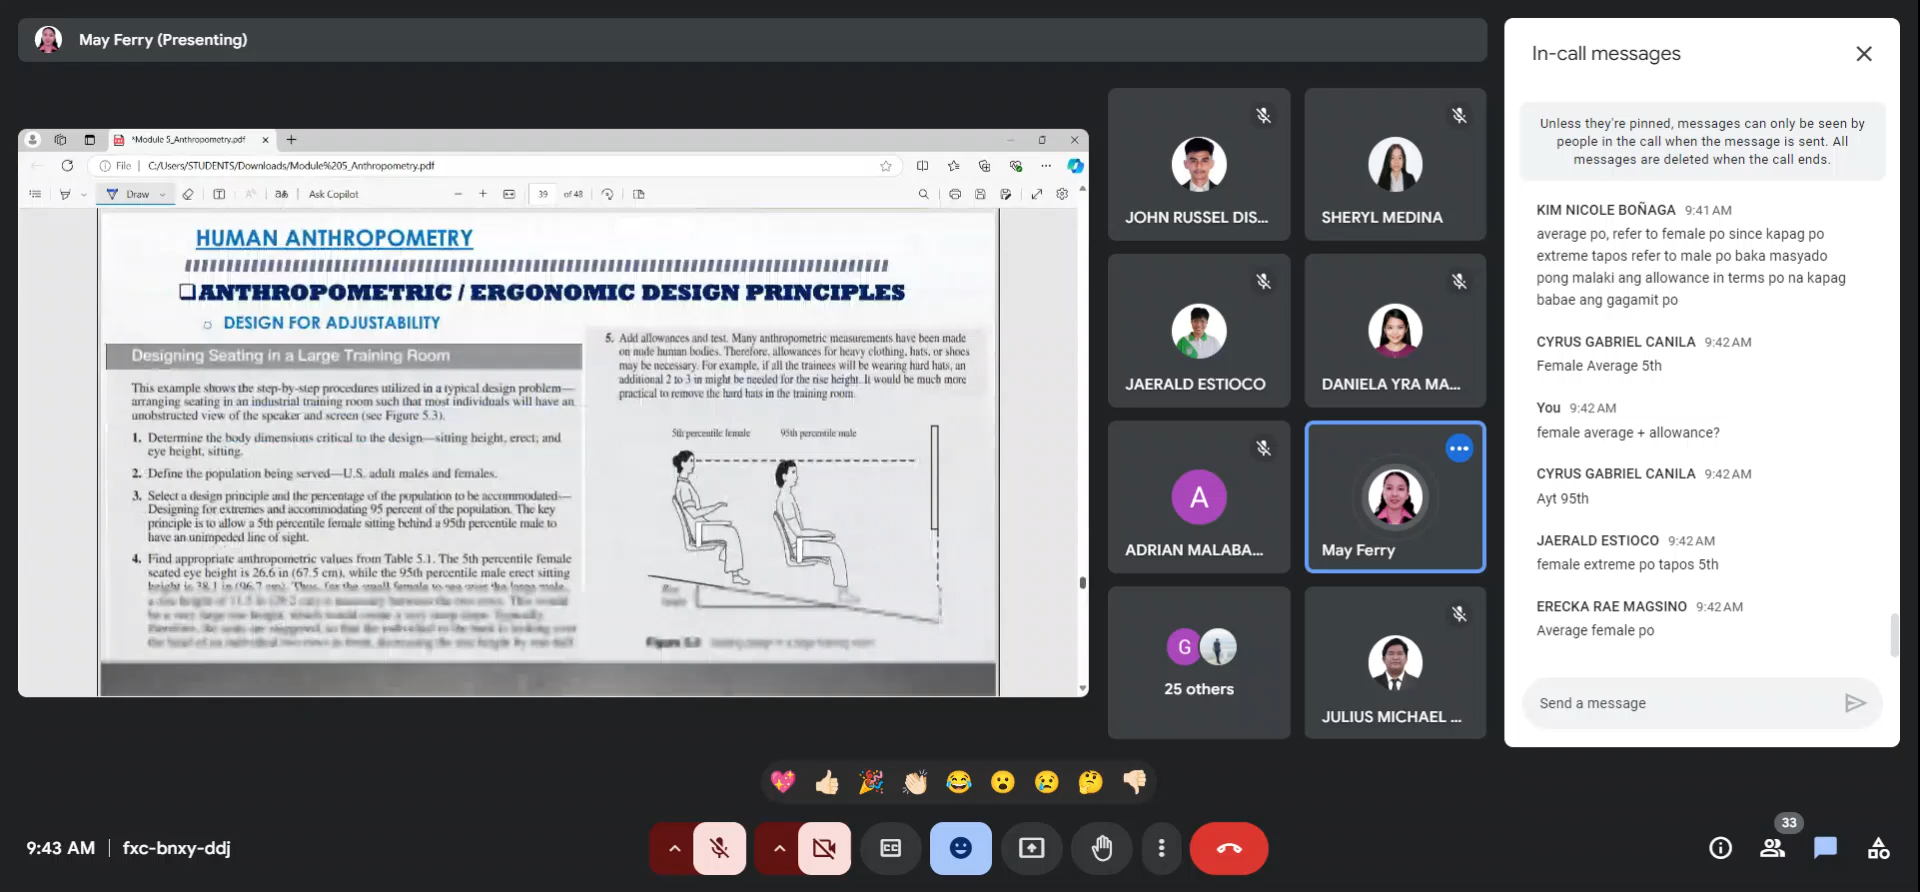 May Ferry (Presenting)
*Module 5_Anthropometry.pdf
File | C:/Users/STUDENTS/Downloads/Module%205_Anthropometry.pdf
Draw
Ask Copilot
39 of 48
HUMAN ANTHROPOMETRY
ANTHROPOMETRIC / ERGONOMIC DESIGN PRINCIPLES
DESIGN FOR ADJUSTABILITY
Designing Seating in a Large Training Room
This example shows the step-by-step procedures utilized in a typical design problem—
arranging seating in an industrial training room such that most individuals will have an
unobstructed view of the speaker and screen (see Figure 5.3).
1. Determine the body dimensions critical to the design—sitting height, erect; and
eye height, sitting.
2. Define the population being served—U.S. adult males and females.
3. Select a design principle and the percentage of the population to be accommodated—
Designing for extremes and accommodating 95 percent of the population. The key
principle is to allow a 5th percentile female sitting behind a 95th percentile male to
have an unimpeded line of sight.
4. Find appropriate anthropometric values from Table 5.1. The 5th percentile female
seated eye height is 26.6 in (67.5 cm), while the 95th percentile male erect sitting
height is 38.1 in (96.7 cm). Thus, for the small female to see over the large male,
5. Add allowances and test. Many anthropometric measurements have been made
on nude human bodies. Therefore, allowances for heavy clothing, hats, or shoes
may be necessary. For example, if all the trainees will be wearing hard hats, an
additional 2 to 3 in might be needed for the rise height. It would be much more
practical to remove the hard hats in the training room.
5th percentile female
95th percentile male
JOHN RUSSEL DIS...
SHERYL MEDINA
JAERALD ESTIOCO
DANIELA YRA MA...
A
ADRIAN MALABA...
May Ferry
G
25 others
JULIUS MICHAEL ...
In-call messages
Unless they're pinned, messages can only be seen by
people in the call when the message is sent. All
messages are deleted when the call ends.
KIM NICOLE BOÑAGA 9:41 AM
average po, refer to female po since kapag po
extreme tapos refer to male po baka masyado
pong malaki ang allowance in terms po na kapag
babae ang gagamit po
CYRUS GABRIEL CANILA 9:42 AM
Female Average 5th
You 9:42 AM
female average + allowance?
CYRUS GABRIEL CANILA 9:42 AM
Ayt 95th
JAERALD ESTIOCO 9:42 AM
female extreme po tapos 5th
ERECKA RAE MAGSINO 9:42 AM
Average female po
Send a message
9:43 AM | fxc-bnxy-ddj
33